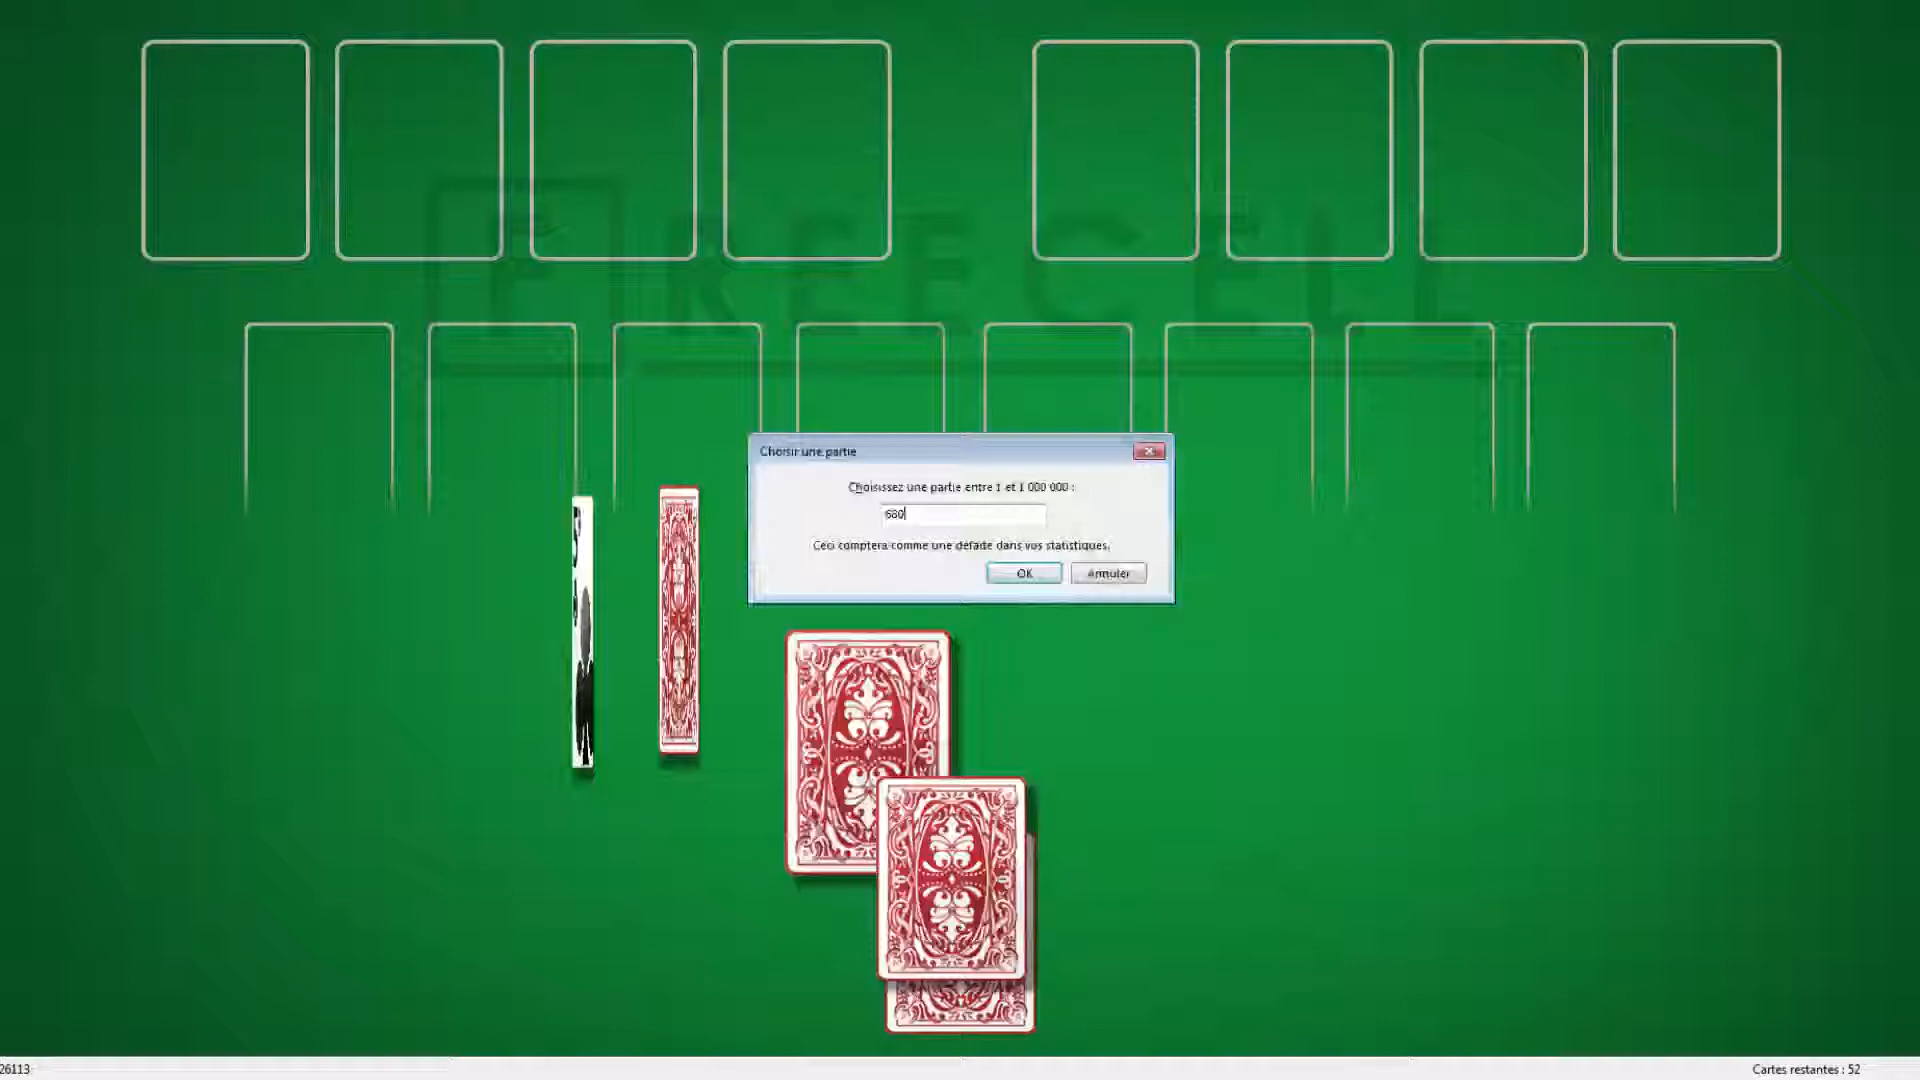 FREECELL
Choisir une partie
Choisissez une partie entre 1 et 1 000 000 :
680
Ceci comptera comme une défaite dans vos statistiques.
OK
Annuler
26113
Cartes restantes : 52